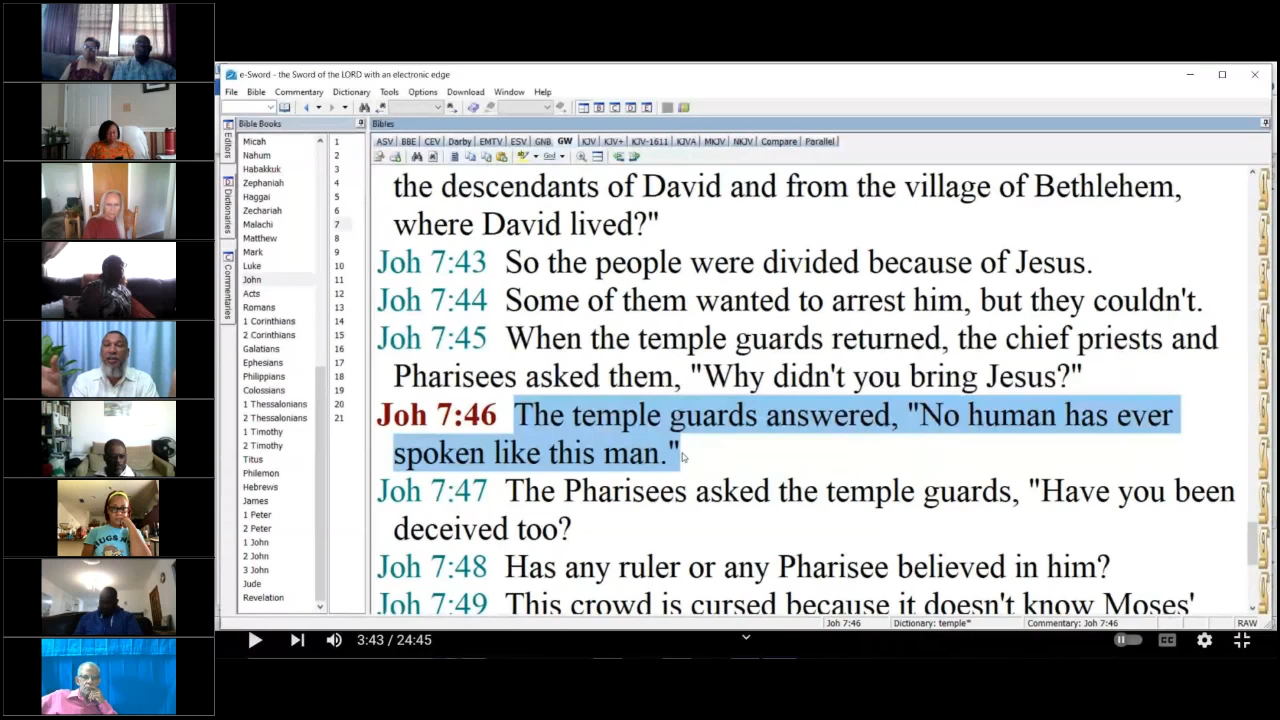 e-Sword - the Sword of the LORD with an electronic edge
File Bible Commentary Dictionary Tools Options Download Window Help
Bible Books
Bibles
Editors
Dictionaries
Commentaries
Micah
Nahum
Habakkuk
Zephaniah
Haggai
Zechariah
Malachi
Matthew
Mark
Luke
John
Acts
Romans
1 Corinthians
2 Corinthians
Galatians
Ephesians
Philippians
Colossians
1 Thessalonians
2 Thessalonians
1 Timothy
2 Timothy
Titus
Philemon
Hebrews
James
1 Peter
2 Peter
1 John
2 John
3 John
Jude
Revelation
1
2
3
4
5
6
7
8
9
10
11
12
13
14
15
16
17
18
19
20
21
ASV BBE CEV Darby EMTV ESV GNB GW KJV KJV+ KJV-1611 KJVA MKJV NKJV Compare Parallel
the descendants of David and from the village of Bethlehem,
where David lived?"
Joh 7:43 So the people were divided because of Jesus.
Joh 7:44 Some of them wanted to arrest him, but they couldn't.
Joh 7:45 When the temple guards returned, the chief priests and
Pharisees asked them, "Why didn't you bring Jesus?"
Joh 7:46 The temple guards answered, "No human has ever
spoken like this man."
Joh 7:47 The Pharisees asked the temple guards, "Have you been
deceived too?
Joh 7:48 Has any ruler or any Pharisee believed in him?
Joh 7:49 This crowd is cursed because it doesn't know Moses'
Joh 7:46 Dictionary: temple* Commentary: Joh 7:46 RAW
3:43 / 24:45
CC
HUGS